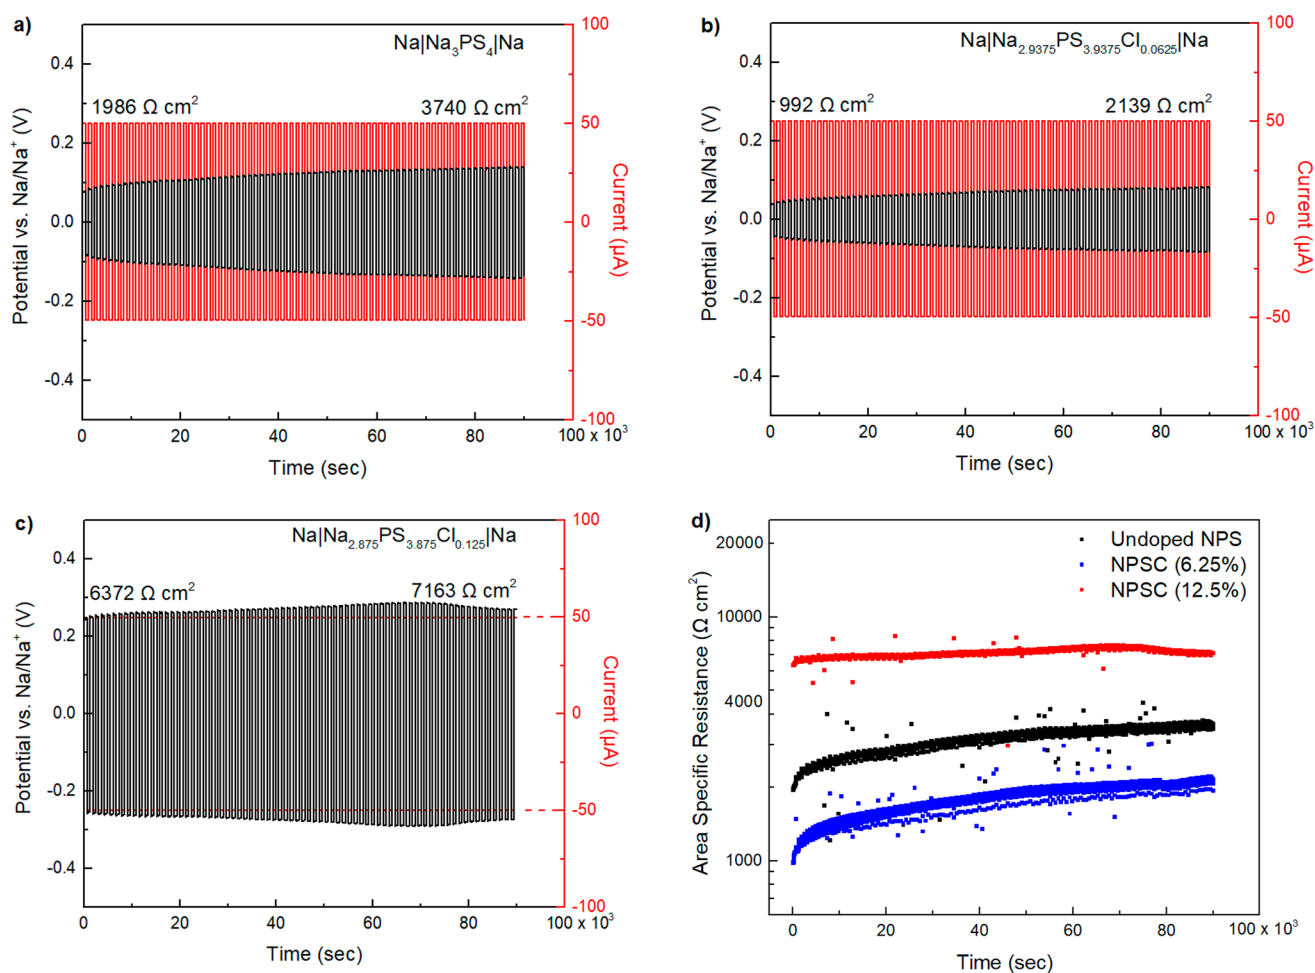 a)
Na|Na₃PS₄|Na
1986 Ω cm²
3740 Ω cm²
Potential vs. Na/Na⁺ (V)
0.4
0.2
0.0
-0.2
-0.4
100
50
0
-50
-100
Current (µA)
0 20 40 60 80 100 x 10³
Time (sec)
b)
Na|Na₂.₉₃₇₅PS₃.₉₃₇₅Cl₀.₀₆₂₅|Na
992 Ω cm²
2139 Ω cm²
Potential vs. Na/Na⁺ (V)
0.4
0.2
0.0
-0.2
-0.4
100
50
0
-50
-100
Current (µA)
0 20 40 60 80 100 x 10³
Time (sec)
c)
Na|Na₂.₈₇₅PS₃.₈₇₅Cl₀.₁₂₅|Na
6372 Ω cm²
7163 Ω cm²
Potential vs. Na/Na⁺ (V)
0.4
0.2
0.0
-0.2
-0.4
100
50
0
-50
-100
Current (µA)
0 20 40 60 80 100 x 10³
Time (sec)
d)
Undoped NPS
NPSC (6.25%)
NPSC (12.5%)
Area Specific Resistance (Ω cm²)
20000
10000
4000
2000
1000
0 20 40 60 80 100 x 10³
Time (sec)